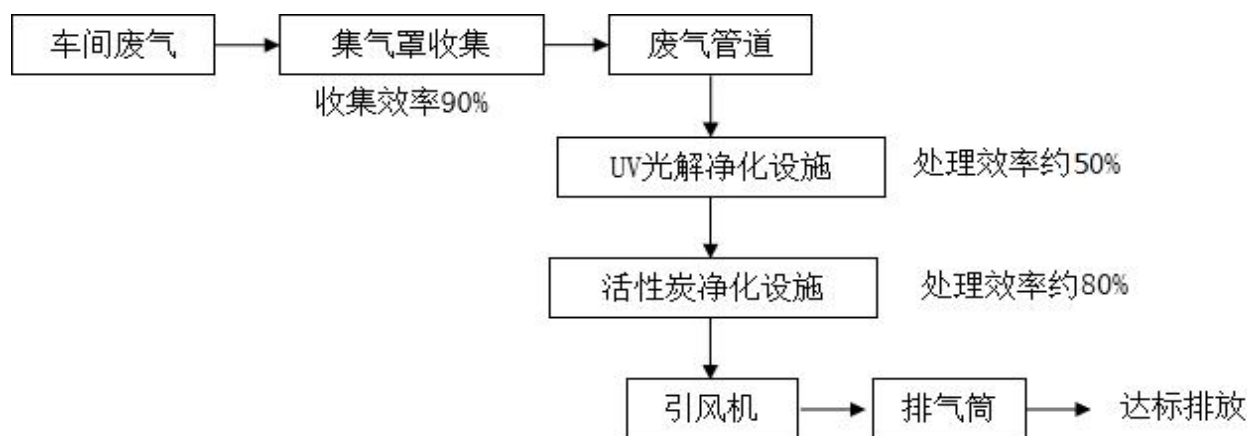 车间废气
集气罩收集
废气管道
收集效率90%
UV光解净化设施
处理效率约50%
活性炭净化设施
处理效率约80%
引风机
排气筒
达标排放